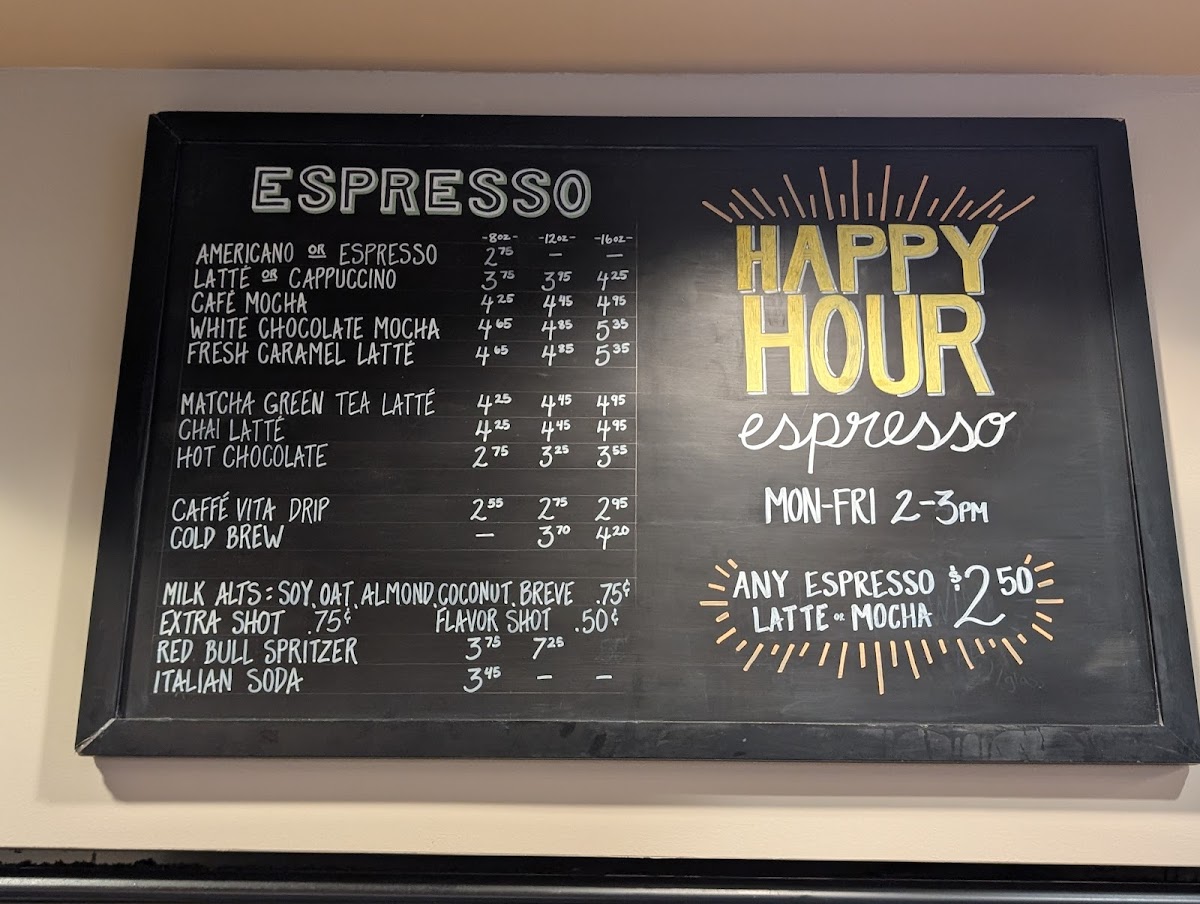 ESPRESSO
-8oz- -12oz- -16oz-
AMERICANO OR ESPRESSO 2.75 — —
LATTÉ OR CAPPUCCINO 3.75 3.95 4.25
CAFÉ MOCHA 4.25 4.45 4.95
WHITE CHOCOLATE MOCHA 4.65 4.85 5.35
FRESH CARAMEL LATTÉ 4.65 4.85 5.35
MATCHA GREEN TEA LATTÉ 4.25 4.45 4.95
CHAI LATTÉ 4.25 4.45 4.95
HOT CHOCOLATE 2.75 3.25 3.55
CAFFÉ VITA DRIP 2.55 2.75 2.95
COLD BREW — 3.70 4.20
MILK ALTS: SOY, OAT, ALMOND, COCONUT, BREVE .75¢
EXTRA SHOT .75¢ FLAVOR SHOT .50¢
RED BULL SPRITZER 3.75 7.25
ITALIAN SODA 3.45 — —
HAPPY
HOUR
espresso
MON-FRI 2-3PM
ANY ESPRESSO $2.50
LATTE OR MOCHA